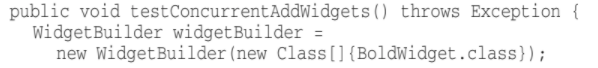 public void testConcurrentAddWidgets() throws Exception {
  WidgetBuilder widgetBuilder =
    new WidgetBuilder(new Class[]{BoldWidget.class});